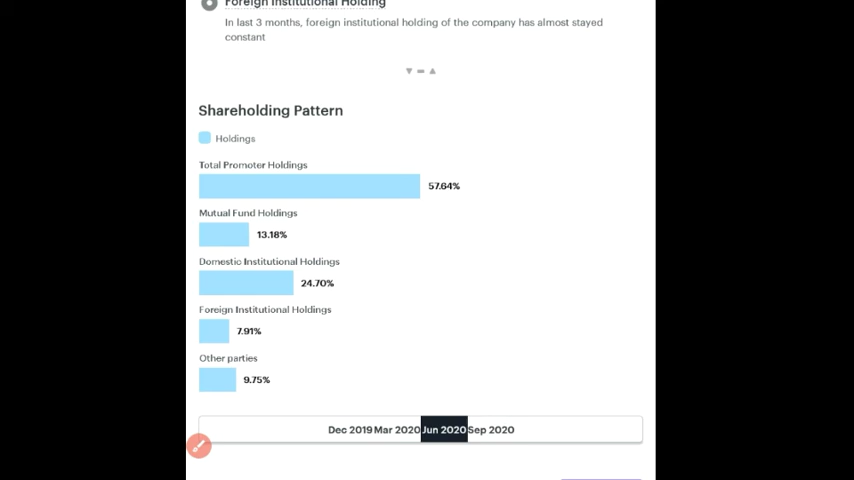 Foreign Institutional Holding
In last 3 months, foreign institutional holding of the company has almost stayed
constant
Shareholding Pattern
Holdings
Total Promoter Holdings
57.64%
Mutual Fund Holdings
13.18%
Domestic Institutional Holdings
24.70%
Foreign Institutional Holdings
7.91%
Other parties
9.75%
Dec 2019 Mar 2020 Jun 2020 Sep 2020